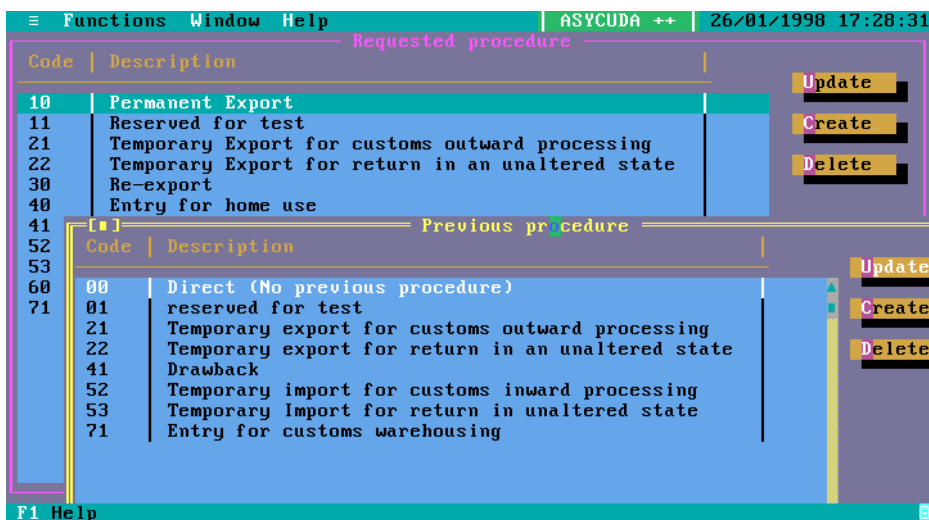 ≡ Functions Window Help ASYCUDA ++ 26/01/1998 17:28:31
Requested procedure
Code Description
Update
10 Permanent Export
11 Reserved for test
Create
21 Temporary Export for customs outward processing
22 Temporary Export for return in an unaltered state
Delete
30 Re-export
40 Entry for home use
41
Previous procedure
52
Code Description
53
Update
60
00 Direct (No previous procedure)
71
01 reserved for test
Create
21 Temporary export for customs outward processing
22 Temporary export for return in an unaltered state
Delete
41 Drawback
52 Temporary import for customs inward processing
53 Temporary Import for return in unaltered state
71 Entry for customs warehousing
F1 Help